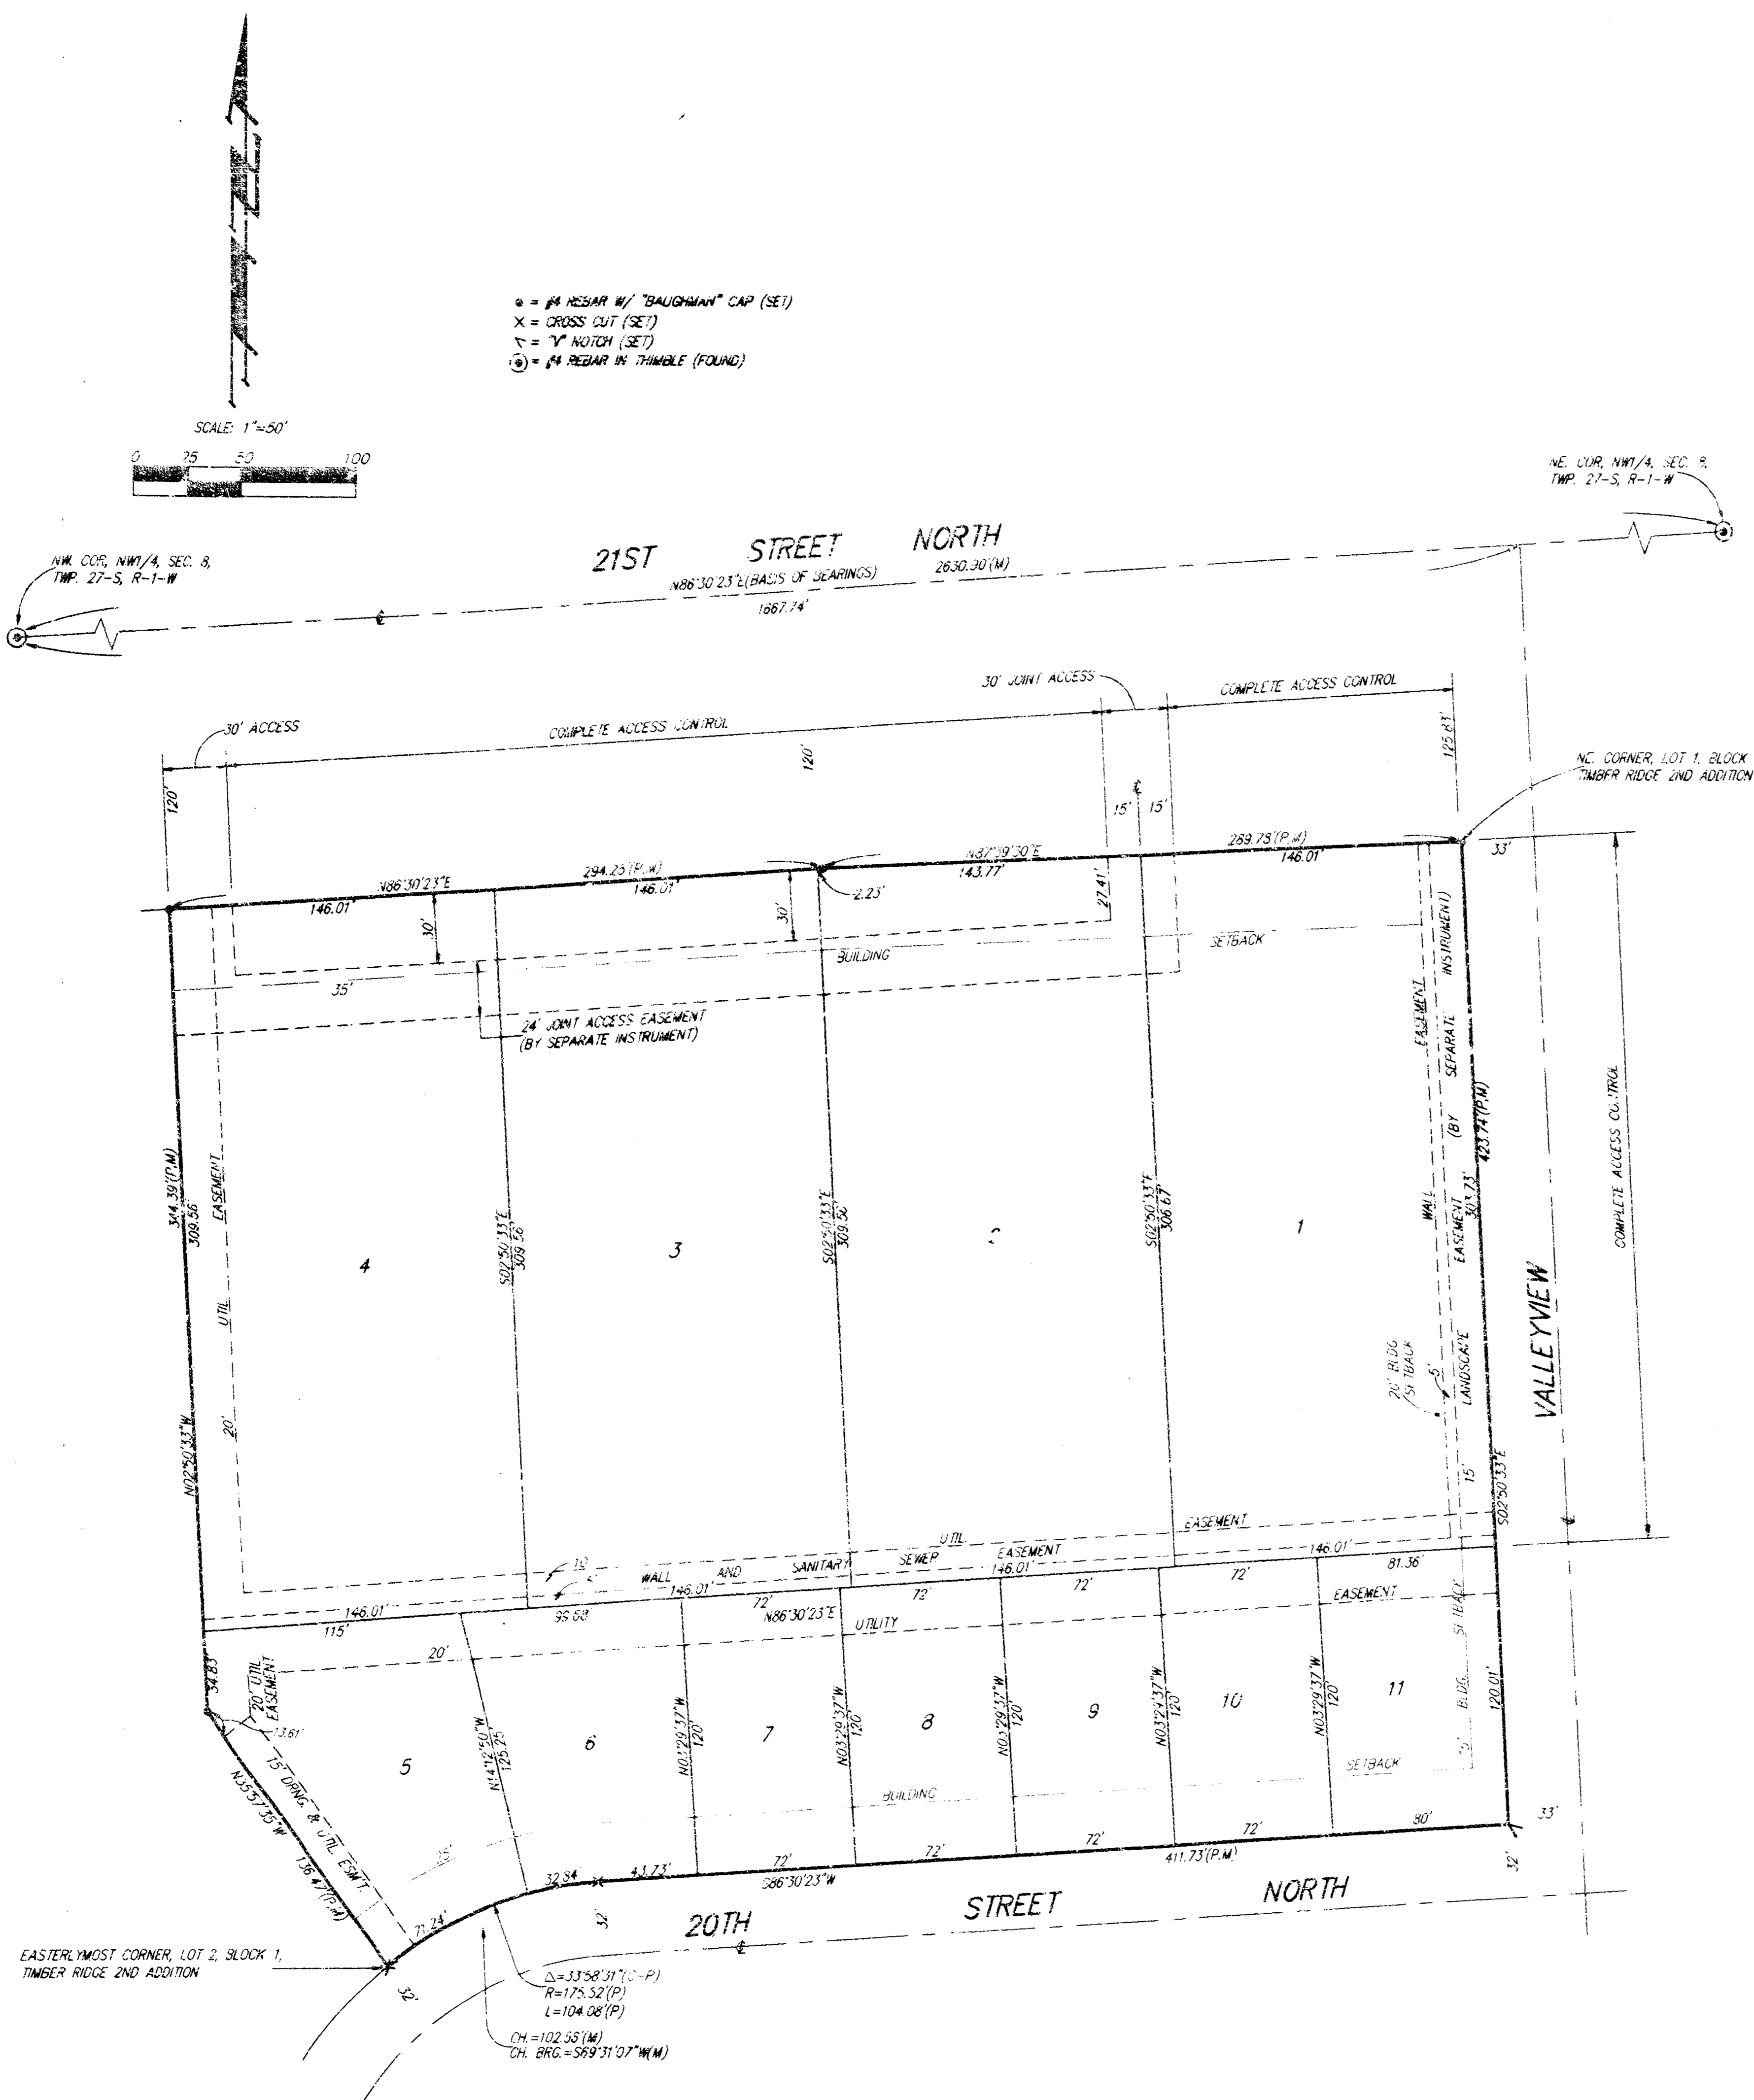 SCALE: 1"=50'
0 25 50 100
= #4 REBAR W/ "BAUGHMAN" CAP (SET)
X = CROSS CUT (SET)
= "V" NOTCH (SET)
= #4 REBAR IN THIMBLE (FOUND)
NE. COR, NW1/4, SEC. 8,
TWP. 27-S, R-1-W
NW. COR, NW1/4, SEC. 8,
TWP. 27-S, R-1-W
21ST STREET NORTH
N86°30'23"E(BASIS OF BEARINGS) 2630.90'(M)
1667.74'
30' ACCESS
COMPLETE ACCESS CONTROL
30' JOINT ACCESS
COMPLETE ACCESS CONTROL
120'
120'
125.83'
NE. CORNER, LOT 1, BLOCK
TIMBER RIDGE 2ND ADDITION
15' 15'
33'
N86°30'23"E
294.25'(P,M)
N87°39'30"E
289.78'(P,M)
146.01'
146.01'
143.77'
146.01'
2.23'
30'
30'
27.41'
BUILDING SETBACK
35'
24' JOINT ACCESS EASEMENT
(BY SEPARATE INSTRUMENT)
344.39'(P,M)
309.56'
N02°50'33"W
20' UTIL. EASEMENT
4
S02°50'33"E
309.56'
3
S02°50'33"E
309.56'
S02°50'33"E
306.67'
1
WALL EASEMENT
LANDSCAPE EASEMENT (BY SEPARATE INSTRUMENT)
423.74'(P,M)
303.73'
S02°50'33"E
20' BLDG
SETBACK
5'
15'
VALLEYVIEW
COMPLETE ACCESS CONTROL
UTIL. EASEMENT
10'
WALL AND SANITARY SEWER EASEMENT
146.01'
146.01'
146.01'
146.01'
115'
72'
72'
72'
72'
81.36'
N86°30'23"E
20' UTILITY EASEMENT
34.83'
20' UTIL.
EASEMENT
13.61'
15' DRNG. & UTIL. ESM'T.
N35°57'35"W
136.47'(P,M)
5
N14°12'50"W
125.25'
6
N03°29'37"W
120'
7
N03°29'37"W
120'
8
N03°29'37"W
120'
9
N03°29'37"W
120'
10
N03°29'37"W
120'
11
BLDG. SETBACK
120.01'
BUILDING SETBACK
71.24'
32.84'
43.73'
72'
72'
72'
72'
80'
S86°30'23"W
411.73'(P,M)
33'
32'
32'
32'
20TH STREET NORTH
EASTERLYMOST CORNER, LOT 2, BLOCK 1,
TIMBER RIDGE 2ND ADDITION
Δ=33°58'31"(C-P)
R=175.52'(P)
L=104.08'(P)
CH.=102.56'(M)
CH. BRG.=S69°31'07"W(M)